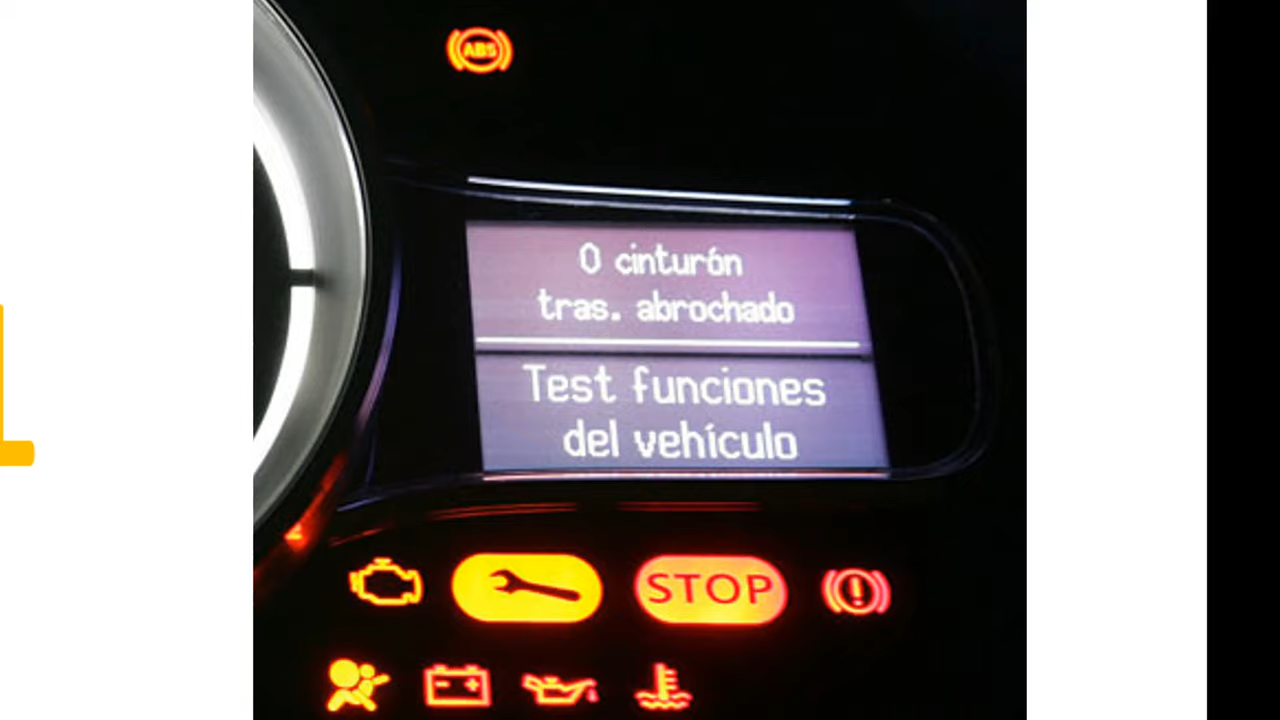 ABS
0 cinturón
tras. abrochado
Test funciones
del vehículo
STOP